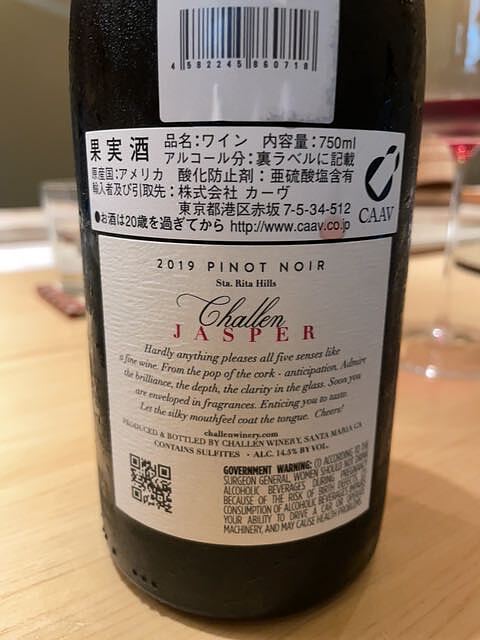 4 582245 860718
果実酒
品名:ワイン 内容量:750ml
アルコール分:裏ラベルに記載
原産国:アメリカ 酸化防止剤:亜硫酸塩含有
輸入者及び引取先:株式会社 カーヴ
東京都港区赤坂 7-5-34-512
●お酒は20歳を過ぎてから http://www.caav.co.jp
CAAV
2019 PINOT NOIR
Sta. Rita Hills
Challen
JASPER
Hardly anything pleases all five senses like
a fine wine. From the pop of the cork - anticipation. Admire
the brilliance, the depth, the clarity in the glass. Soon you
are enveloped in fragrances. Enticing you to taste.
Let the silky mouthfeel coat the tongue. Cheers!
challenwinery.com
PRODUCED & BOTTLED BY CHALLEN WINERY, SANTA MARIA CA
CONTAINS SULFITES · ALC. 14.5% BY VOL.
GOVERNMENT WARNING: (1) ACCORDING TO THE
SURGEON GENERAL, WOMEN SHOULD NOT DRINK
ALCOHOLIC BEVERAGES DURING PREGNANCY
BECAUSE OF THE RISK OF BIRTH DEFECTS. (2)
CONSUMPTION OF ALCOHOLIC BEVERAGES IMPAIRS
YOUR ABILITY TO DRIVE A CAR OR OPERATE
MACHINERY, AND MAY CAUSE HEALTH PROBLEMS.